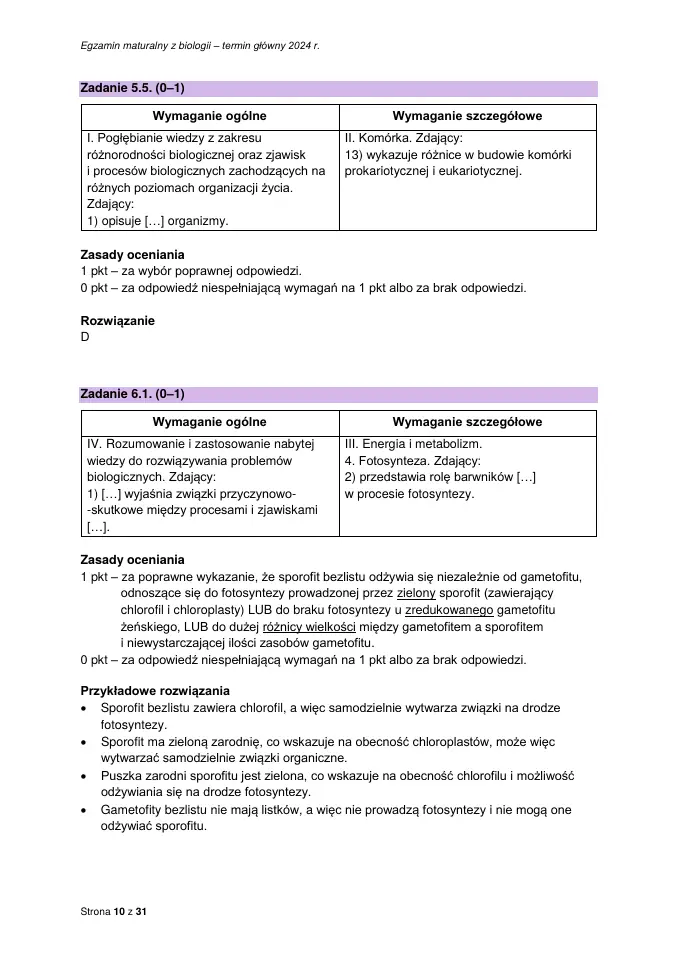 Egzamin maturalny z biologii – termin główny 2024 r.
Zadanie 5.5. (0–1)
Wymaganie ogólne
Wymaganie szczegółowe
I. Pogłębianie wiedzy z zakresu
różnorodności biologicznej oraz zjawisk
i procesów biologicznych zachodzących na
różnych poziomach organizacji życia.
Zdający:
1) opisuje […] organizmy.
II. Komórka. Zdający:
13) wykazuje różnice w budowie komórki
prokariotycznej i eukariotycznej.
Zasady oceniania
1 pkt – za wybór poprawnej odpowiedzi.
0 pkt – za odpowiedź niespełniającą wymagań na 1 pkt albo za brak odpowiedzi.
Rozwiązanie
D
Zadanie 6.1. (0–1)
Wymaganie ogólne
Wymaganie szczegółowe
IV. Rozumowanie i zastosowanie nabytej
wiedzy do rozwiązywania problemów
biologicznych. Zdający:
1) […] wyjaśnia związki przyczynowo-
-skutkowe między procesami i zjawiskami
[…].
III. Energia i metabolizm.
4. Fotosynteza. Zdający:
2) przedstawia rolę barwników […]
w procesie fotosyntezy.
Zasady oceniania
1 pkt – za poprawne wykazanie, że sporofit bezlistu odżywia się niezależnie od gametofitu,
odnoszące się do fotosyntezy prowadzonej przez zielony sporofit (zawierający
chlorofil i chloroplasty) LUB do braku fotosyntezy u zredukowanego gametofitu
żeńskiego, LUB do dużej różnicy wielkości między gametofitem a sporofitem
i niewystarczającej ilości zasobów gametofitu.
0 pkt – za odpowiedź niespełniającą wymagań na 1 pkt albo za brak odpowiedzi.
Przykładowe rozwiązania
• Sporofit bezlistu zawiera chlorofil, a więc samodzielnie wytwarza związki na drodze
fotosyntezy.
• Sporofit ma zieloną zarodnię, co wskazuje na obecność chloroplastów, może więc
wytwarzać samodzielnie związki organiczne.
• Puszka zarodni sporofitu jest zielona, co wskazuje na obecność chlorofilu i możliwość
odżywiania się na drodze fotosyntezy.
• Gametofity bezlistu nie mają listków, a więc nie prowadzą fotosyntezy i nie mogą one
odżywiać sporofitu.
Strona 10 z 31